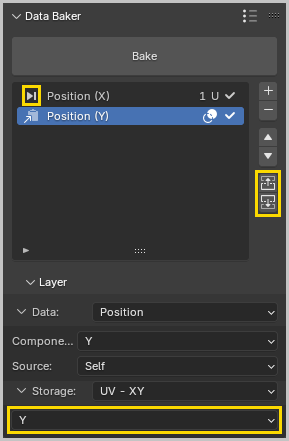 Data Baker
Bake
Position (X) 1 U
Position (Y)
Layer
Data: Position
Compone... Y
Source: Self
Storage: UV - XY
Y